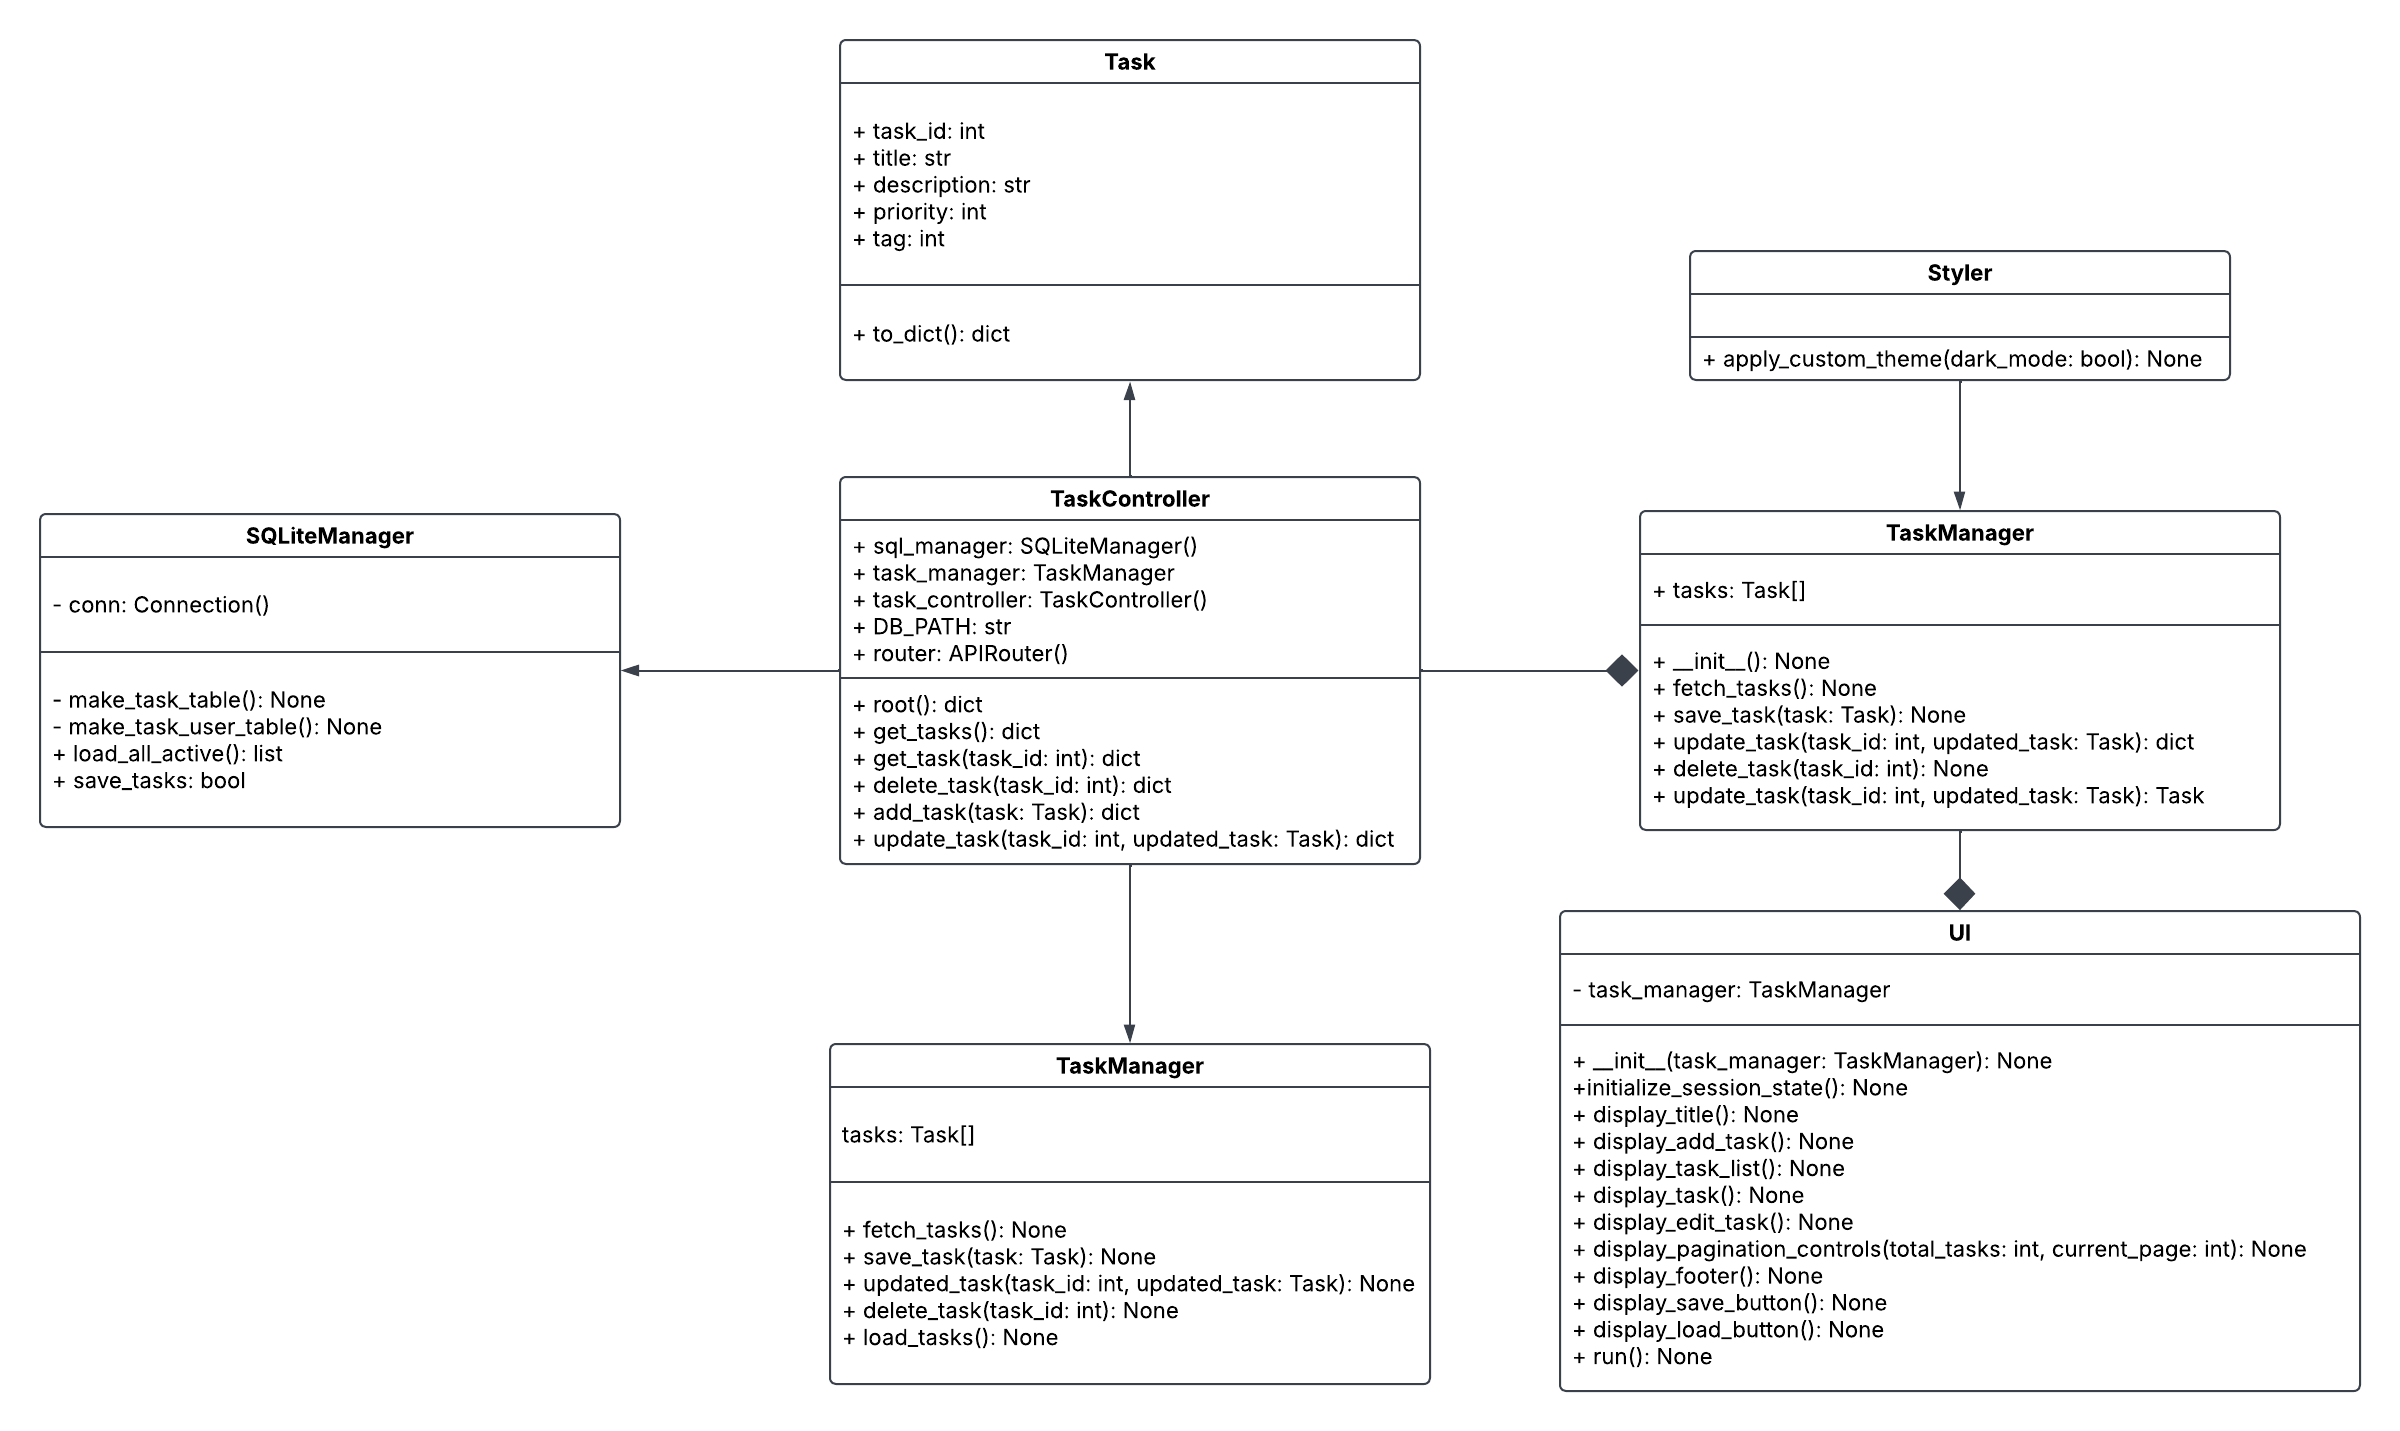 Task
+ task_id: int
+ title: str
+ description: str
+ priority: int
+ tag: int
+ to_dict(): dict
Styler
+ apply_custom_theme(dark_mode: bool): None
SQLiteManager
- conn: Connection()
- make_task_table(): None
- make_task_user_table(): None
+ load_all_active(): list
+ save_tasks: bool
TaskController
+ sql_manager: SQLiteManager()
+ task_manager: TaskManager
+ task_controller: TaskController()
+ DB_PATH: str
+ router: APIRouter()
+ root(): dict
+ get_tasks(): dict
+ get_task(task_id: int): dict
+ delete_task(task_id: int): dict
+ add_task(task: Task): dict
+ update_task(task_id: int, updated_task: Task): dict
TaskManager
+ tasks: Task[]
+ __init__(): None
+ fetch_tasks(): None
+ save_task(task: Task): None
+ update_task(task_id: int, updated_task: Task): dict
+ delete_task(task_id: int): None
+ update_task(task_id: int, updated_task: Task): Task
TaskManager
tasks: Task[]
+ fetch_tasks(): None
+ save_task(task: Task): None
+ updated_task(task_id: int, updated_task: Task): None
+ delete_task(task_id: int): None
+ load_tasks(): None
UI
- task_manager: TaskManager
+ __init__(task_manager: TaskManager): None
+initialize_session_state(): None
+ display_title(): None
+ display_add_task(): None
+ display_task_list(): None
+ display_task(): None
+ display_edit_task(): None
+ display_pagination_controls(total_tasks: int, current_page: int): None
+ display_footer(): None
+ display_save_button(): None
+ display_load_button(): None
+ run(): None